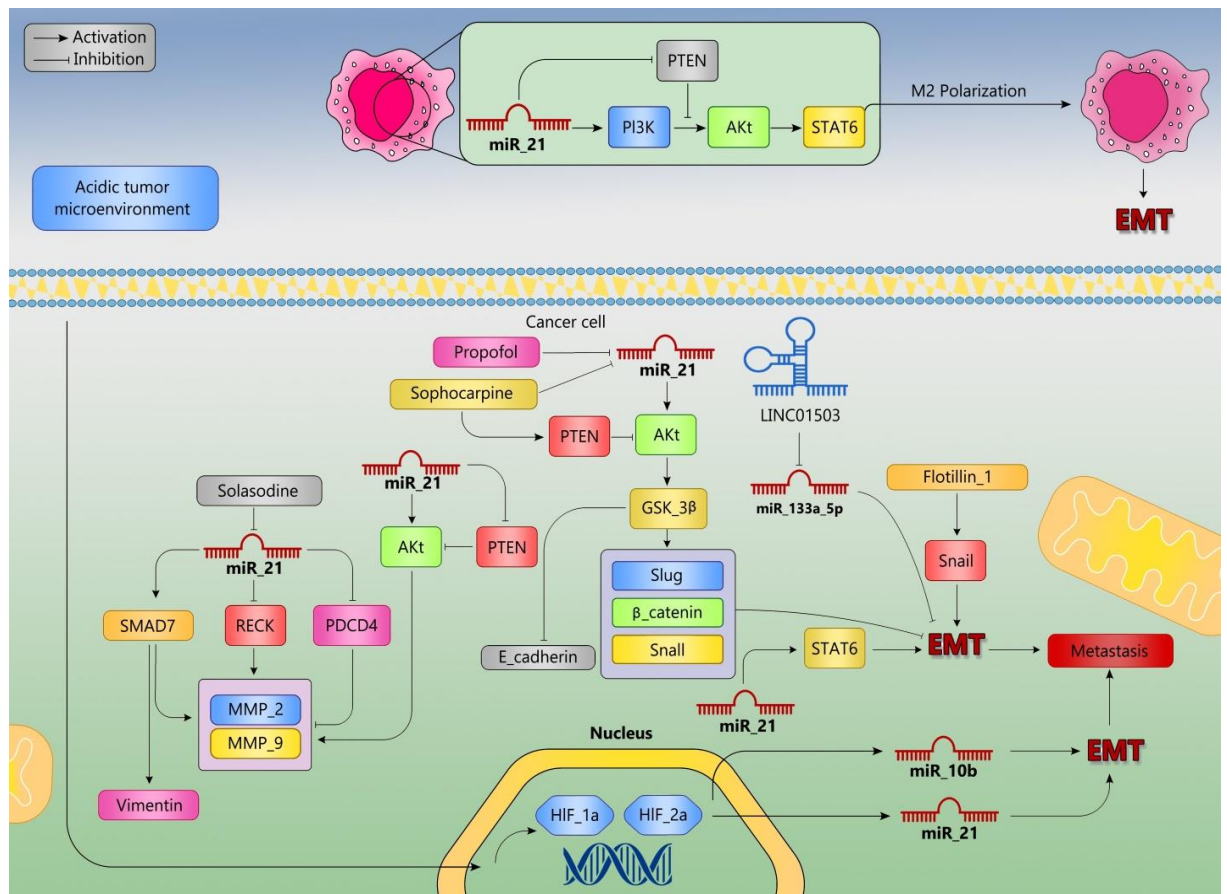 Activation
Inhibition
PTEN
miR_21
PI3K
AKt
STAT6
M2 Polarization
EMT
Acidic tumor
microenvironment
Cancer cell
Propofol
miR_21
Sophocarpine
PTEN
AKt
LINC01503
miR_133a_5p
Flotillin_1
Snail
miR_21
AKt
PTEN
GSK_3β
Solasodine
miR_21
SMAD7
RECK
PDCD4
Slug
β_catenin
Snall
E_cadherin
STAT6
EMT
Metastasis
miR_21
MMP_2
MMP_9
Vimentin
Nucleus
HIF_1a
HIF_2a
miR_10b
EMT
miR_21